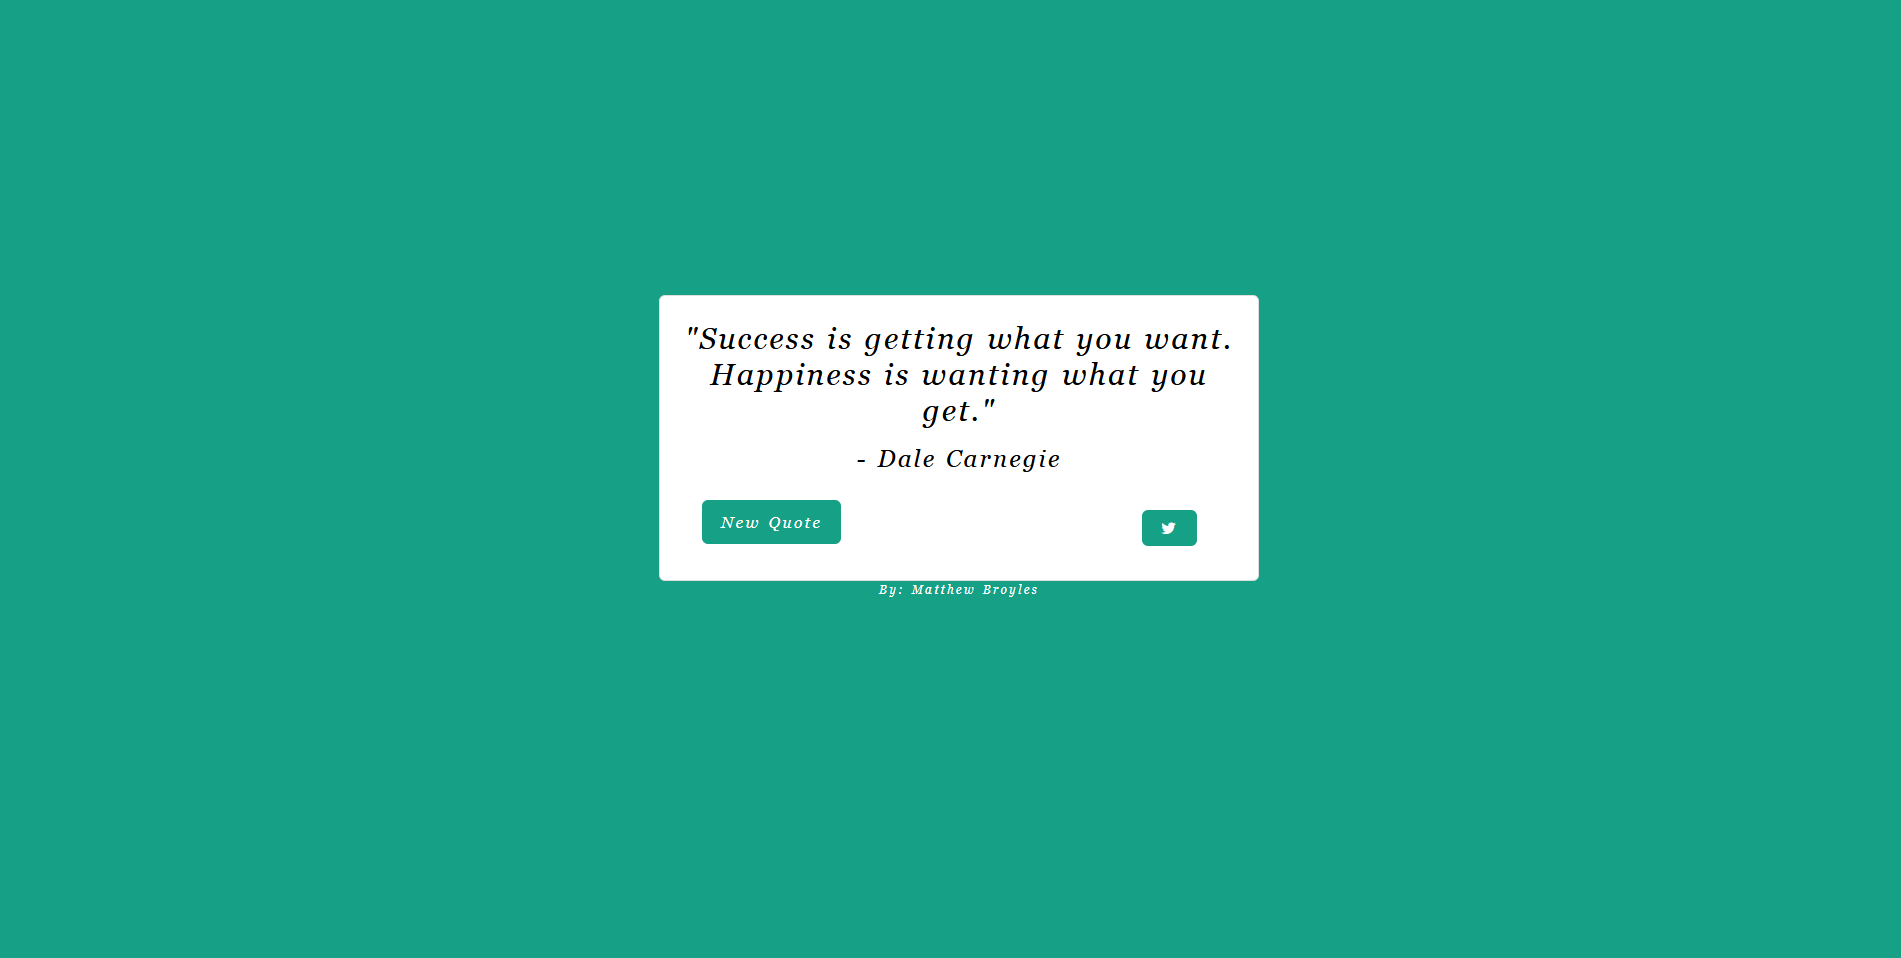 "Success is getting what you want.
Happiness is wanting what you
get."
- Dale Carnegie
New Quote
By: Matthew Broyles